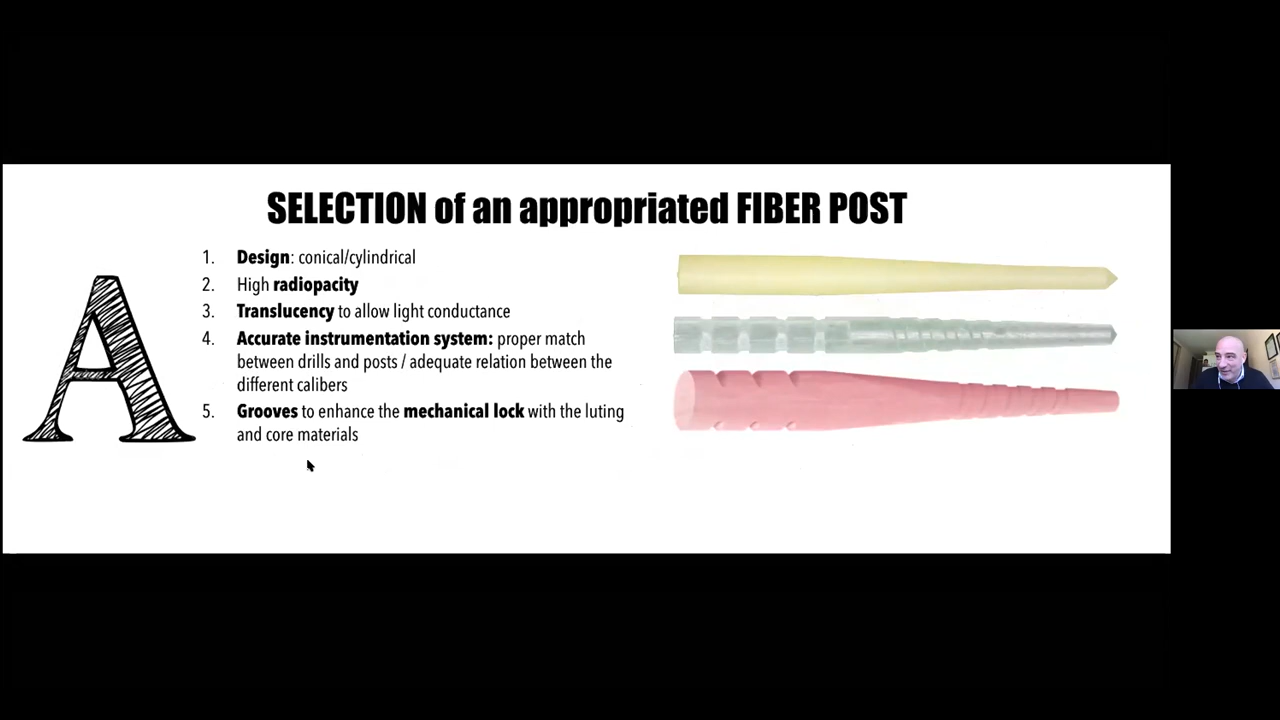 SELECTION of an appropriated FIBER POST
A
1. Design: conical/cylindrical
2. High radiopacity
3. Translucency to allow light conductance
4. Accurate instrumentation system: proper match
between drills and posts / adequate relation between the
different calibers
5. Grooves to enhance the mechanical lock with the luting
and core materials